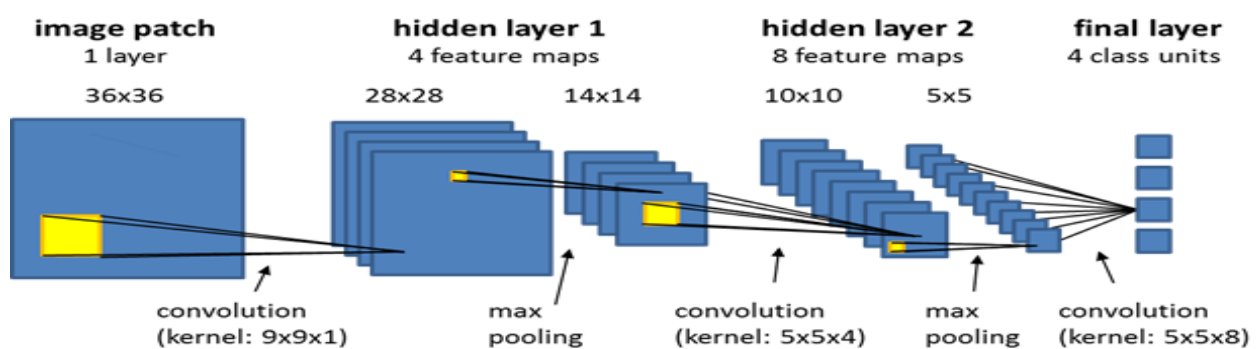 image patch
1 layer
36x36
hidden layer 1
4 feature maps
28x28
14x14
hidden layer 2
8 feature maps
10x10
5x5
final layer
4 class units
convolution
(kernel: 9x9x1)
max
pooling
convolution
(kernel: 5x5x4)
max
pooling
convolution
(kernel: 5x5x8)